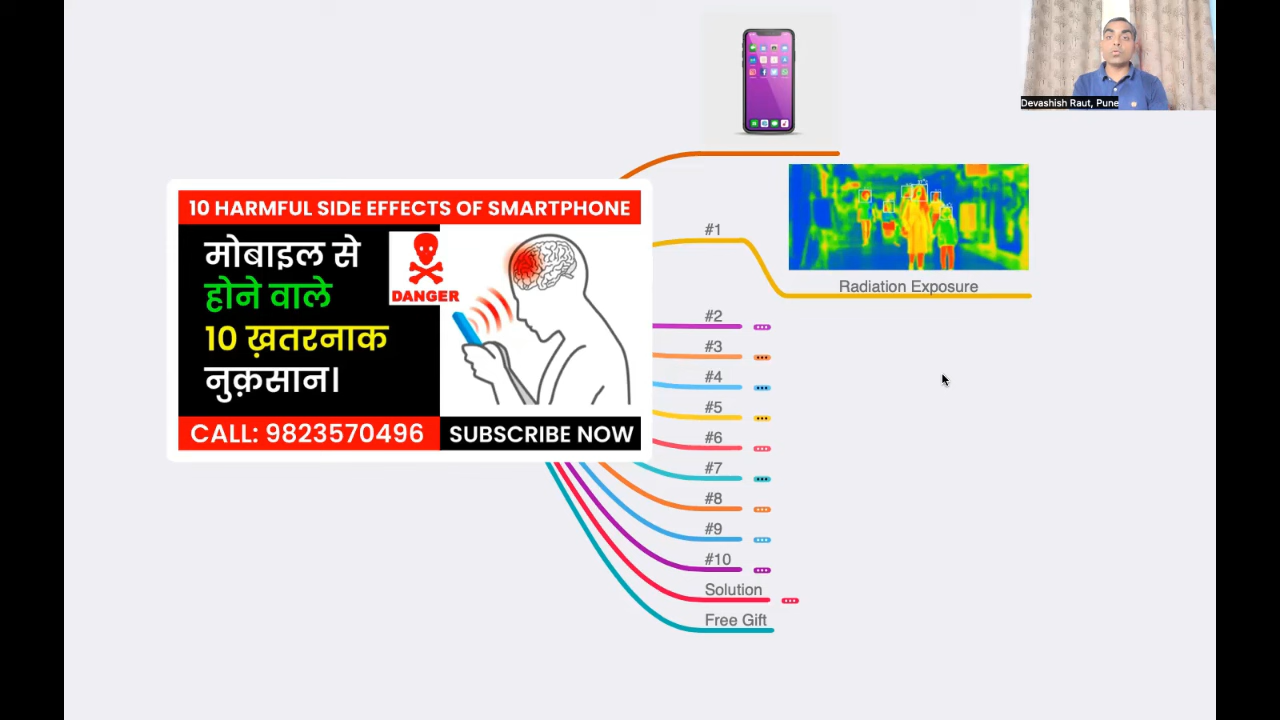 Devashish Raut, Pune
10 HARMFUL SIDE EFFECTS OF SMARTPHONE
मोबाइल से
होने वाले
10 ख़तरनाक
नुक़सान।
DANGER
CALL: 9823570496
SUBSCRIBE NOW
#1
Radiation Exposure
#2
#3
#4
#5
#6
#7
#8
#9
#10
Solution
Free Gift